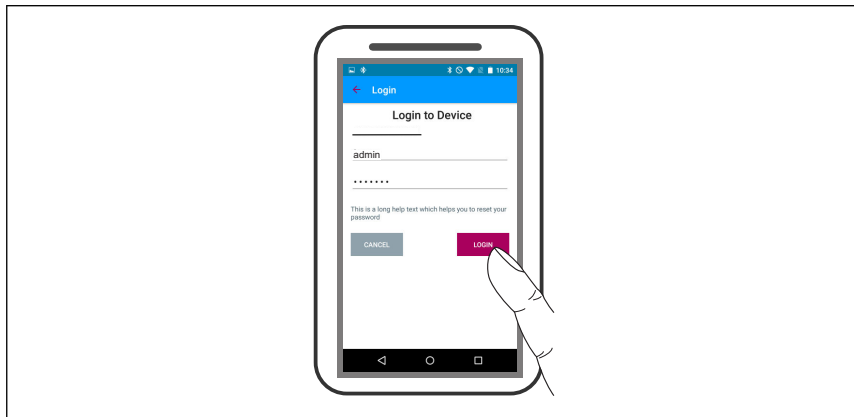 10:34
Login
Login to Device
admin
.......
This is a long help text which helps you to reset your
password
CANCEL
LOGIN